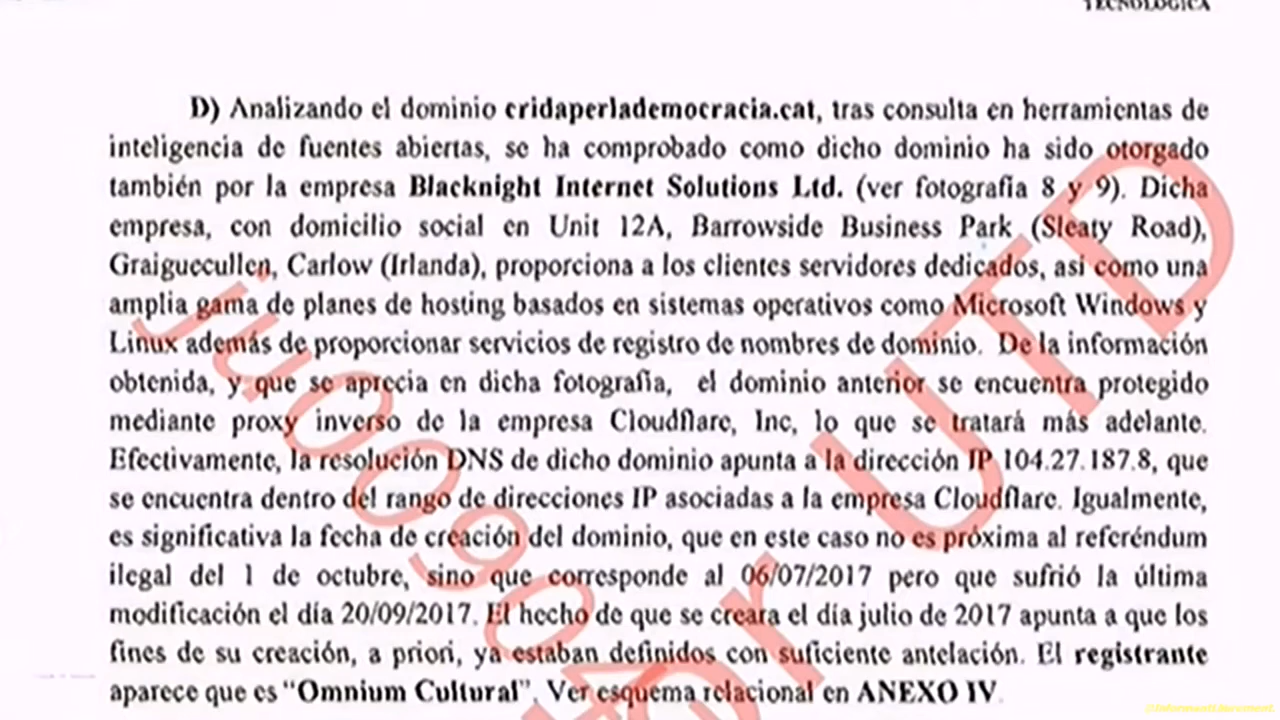 TECNOLÓGICA
D) Analizando el dominio cridaperlademocracia.cat, tras consulta en herramientas de
inteligencia de fuentes abiertas, se ha comprobado como dicho dominio ha sido otorgado
también por la empresa Blacknight Internet Solutions Ltd. (ver fotografía 8 y 9). Dicha
empresa, con domicilio social en Unit 12A, Barrowside Business Park (Sleaty Road),
Graiguecullen, Carlow (Irlanda), proporciona a los clientes servidores dedicados, así como una
amplia gama de planes de hosting basados en sistemas operativos como Microsoft Windows y
Linux además de proporcionar servicios de registro de nombres de dominio. De la información
obtenida, y que se aprecia en dicha fotografía, el dominio anterior se encuentra protegido
mediante proxy inverso de la empresa Cloudflare, Inc, lo que se tratará más adelante.
Efectivamente, la resolución DNS de dicho dominio apunta a la dirección IP 104.27.187.8, que
se encuentra dentro del rango de direcciones IP asociadas a la empresa Cloudflare. Igualmente,
es significativa la fecha de creación del dominio, que en este caso no es próxima al referéndum
ilegal del 1 de octubre, sino que corresponde al 06/07/2017 pero que sufrió la última
modificación el día 20/09/2017. El hecho de que se creara el día julio de 2017 apunta a que los
fines de su creación, a priori, ya estaban definidos con suficiente antelación. El registrante
aparece que es “Omnium Cultural”. Ver esquema relacional en ANEXO IV.
UTD